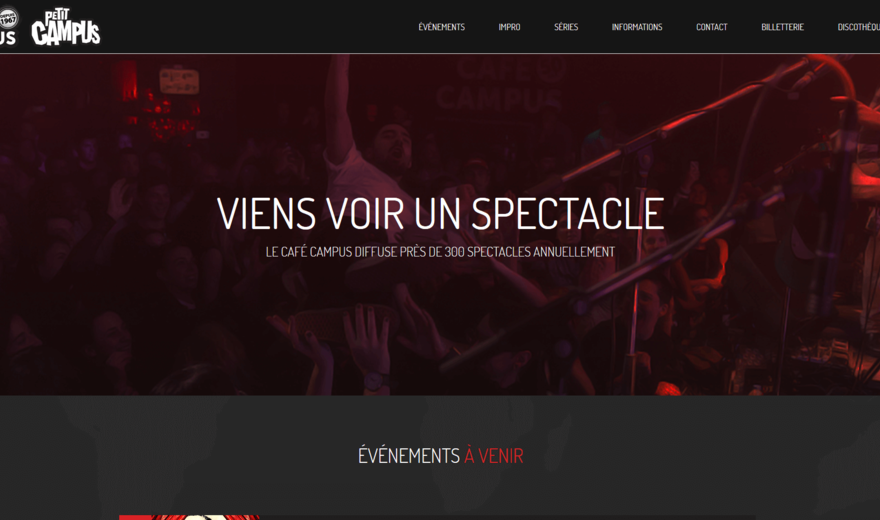 DEPUIS
1967
US
PETIT
CAMPUS
ÉVÉNEMENTS IMPRO SÉRIES INFORMATIONS CONTACT BILLETTERIE DISCOTHÈQU
CAFÉ
CAMPUS
VIENS VOIR UN SPECTACLE
LE CAFÉ CAMPUS DIFFUSE PRÈS DE 300 SPECTACLES ANNUELLEMENT
ÉVÉNEMENTS À VENIR